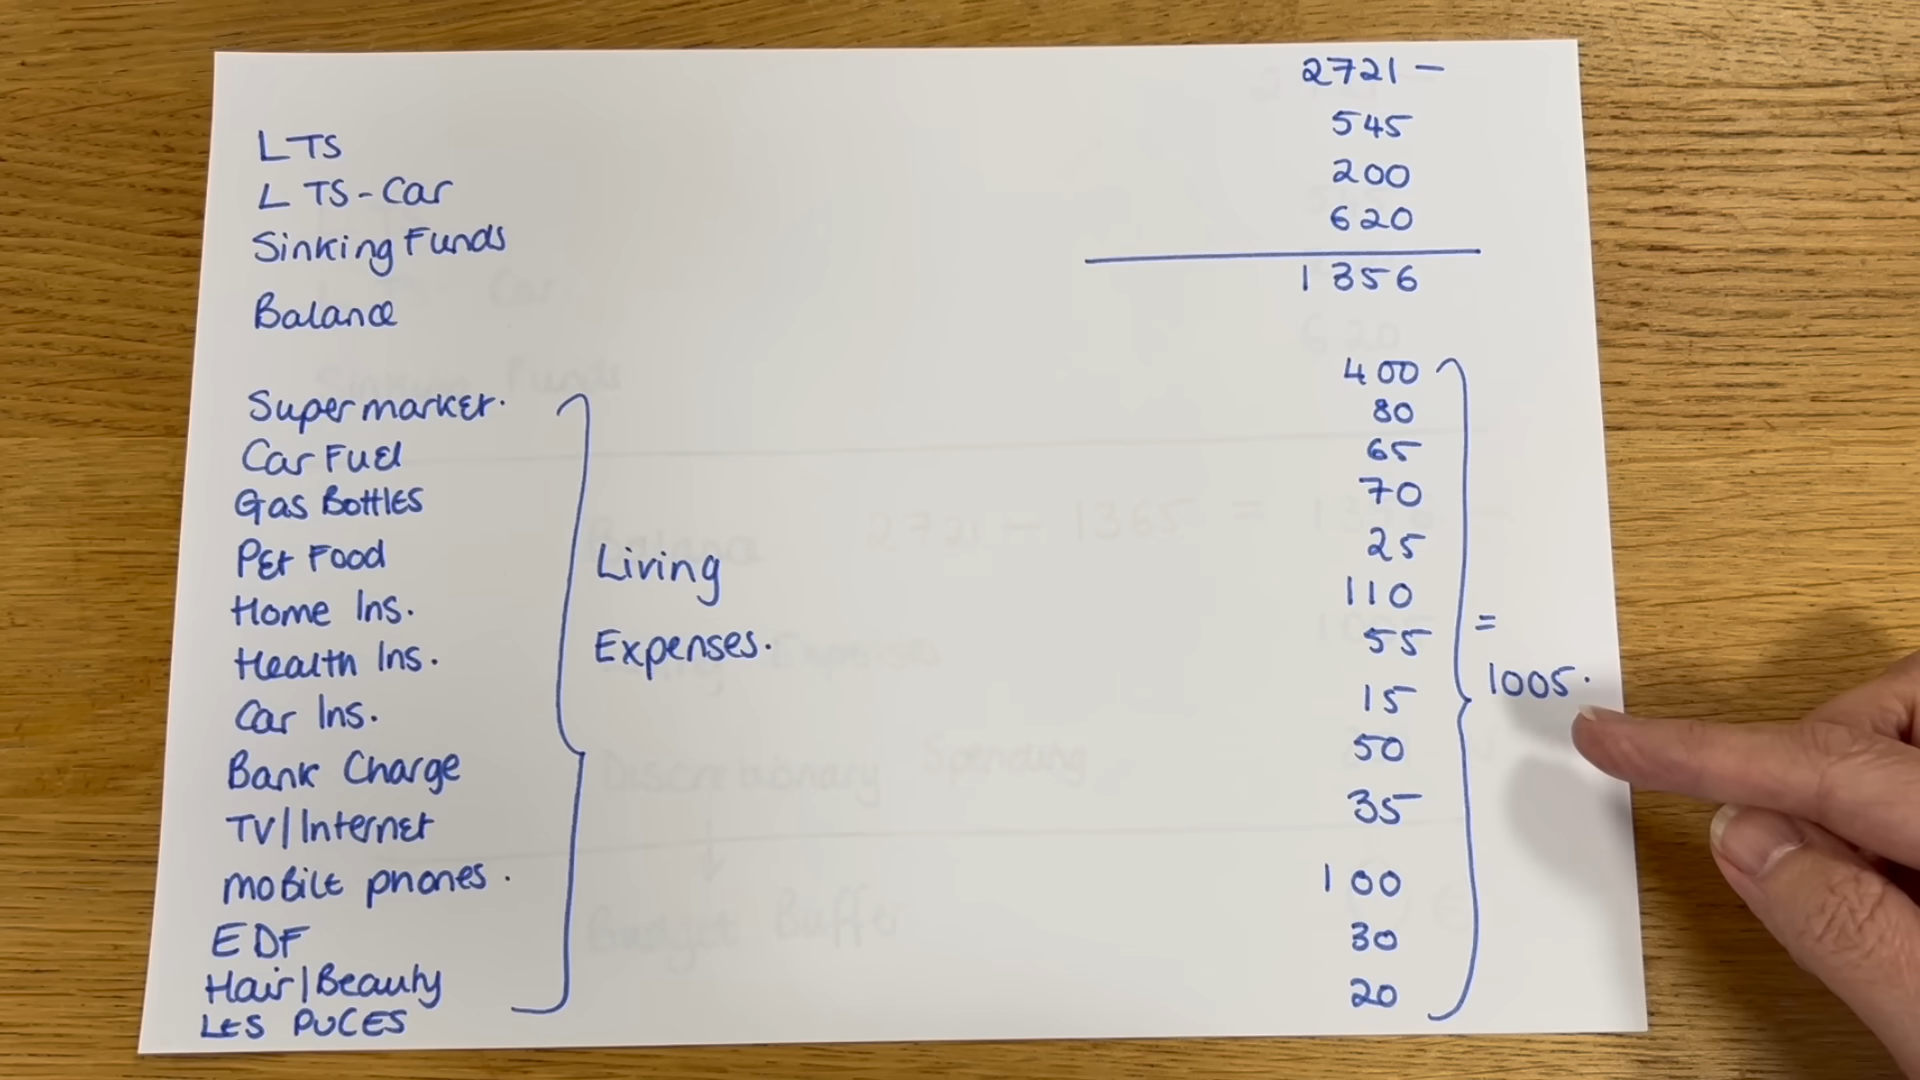 2721 -
LTS 545
LTS - Car 200
Sinking Funds 620
Balance 1356
Supermarket. 400
Car Fuel 80
Gas Bottles 65
Pet Food 70
Home Ins. 25
Health Ins. 110
Car Ins. 55
Bank Charge 15
TV/Internet 50
mobile phones. 35
EDF 100
Hair/Beauty 30
LES PUCES 20
Living
Expenses.
=
1005.